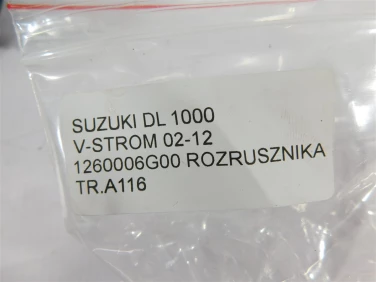 SUZUKI DL 1000
V-STROM 02-12
1260006G00 ROZRUSZNIKA
TR.A116